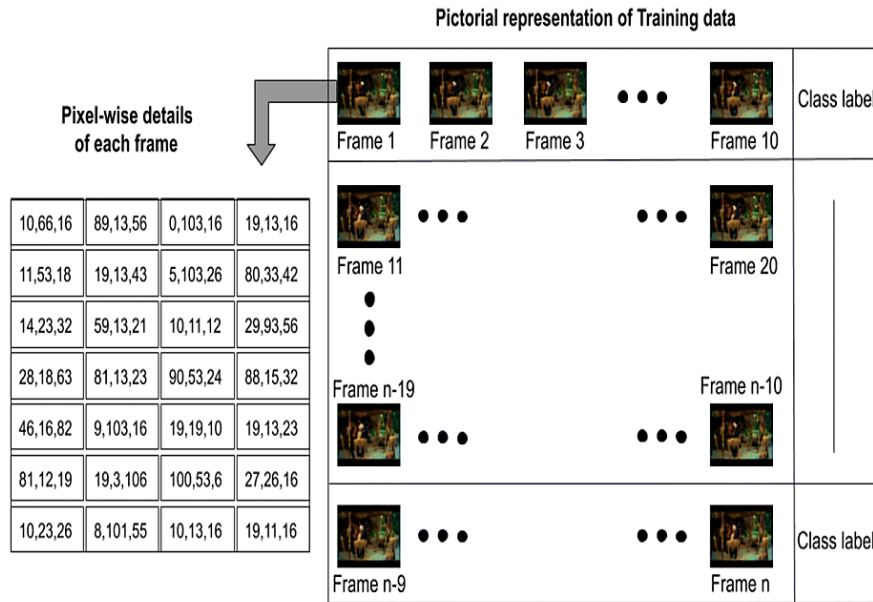 Pictorial representation of Training data
Pixel-wise details
of each frame
Frame 1 Frame 2 Frame 3 Frame 10 Class label
Frame 11 Frame 20
Frame n-19 Frame n-10
Frame n-9 Frame n Class label
10,66,16 89,13,56 0,103,16 19,13,16
11,53,18 19,13,43 5,103,26 80,33,42
14,23,32 59,13,21 10,11,12 29,93,56
28,18,63 81,13,23 90,53,24 88,15,32
46,16,82 9,103,16 19,19,10 19,13,23
81,12,19 19,3,106 100,53,6 27,26,16
10,23,26 8,101,55 10,13,16 19,11,16